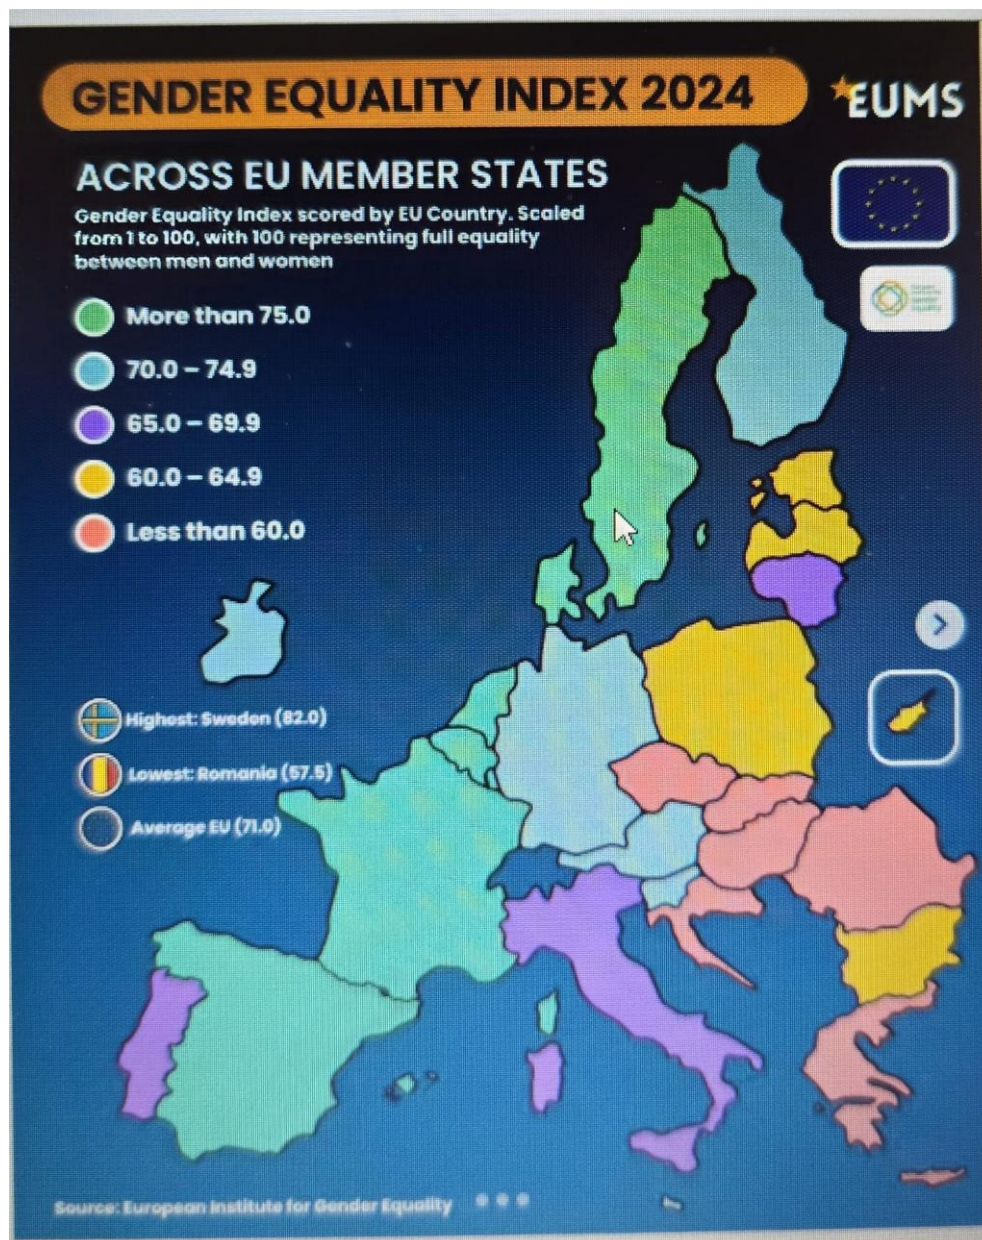 GENDER EQUALITY INDEX 2024
EUMS
ACROSS EU MEMBER STATES
Gender Equality Index scored by EU Country. Scaled
from 1 to 100, with 100 representing full equality
between men and women
More than 75.0
70.0 – 74.9
65.0 – 69.9
60.0 – 64.9
Less than 60.0
Highest: Sweden (82.0)
Lowest: Romania (57.5)
Average EU (71.0)
Source: European Institute for Gender Equality